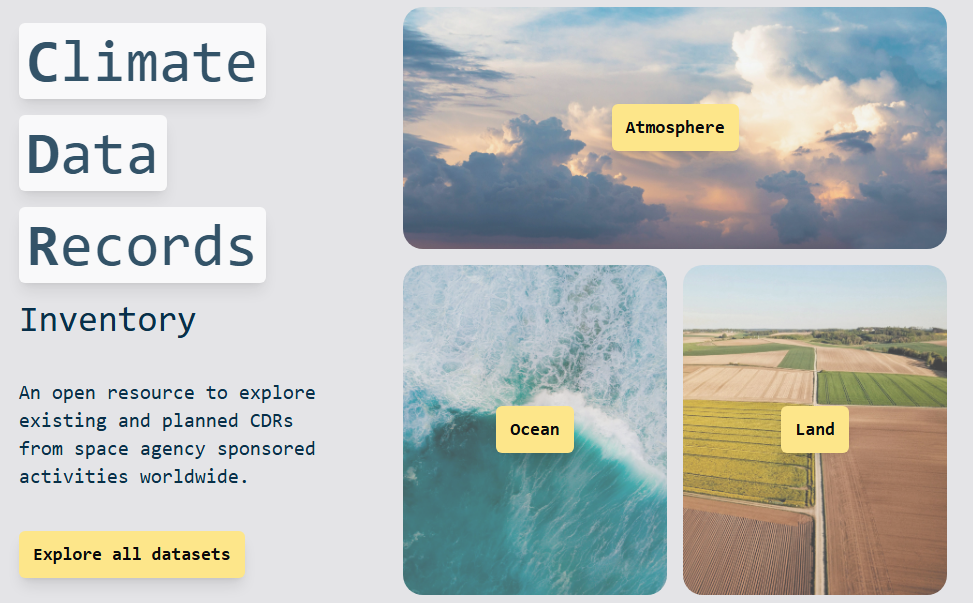 Climate
Data
Records
Inventory
An open resource to explore
existing and planned CDRs
from space agency sponsored
activities worldwide.
Explore all datasets
Atmosphere
Ocean
Land